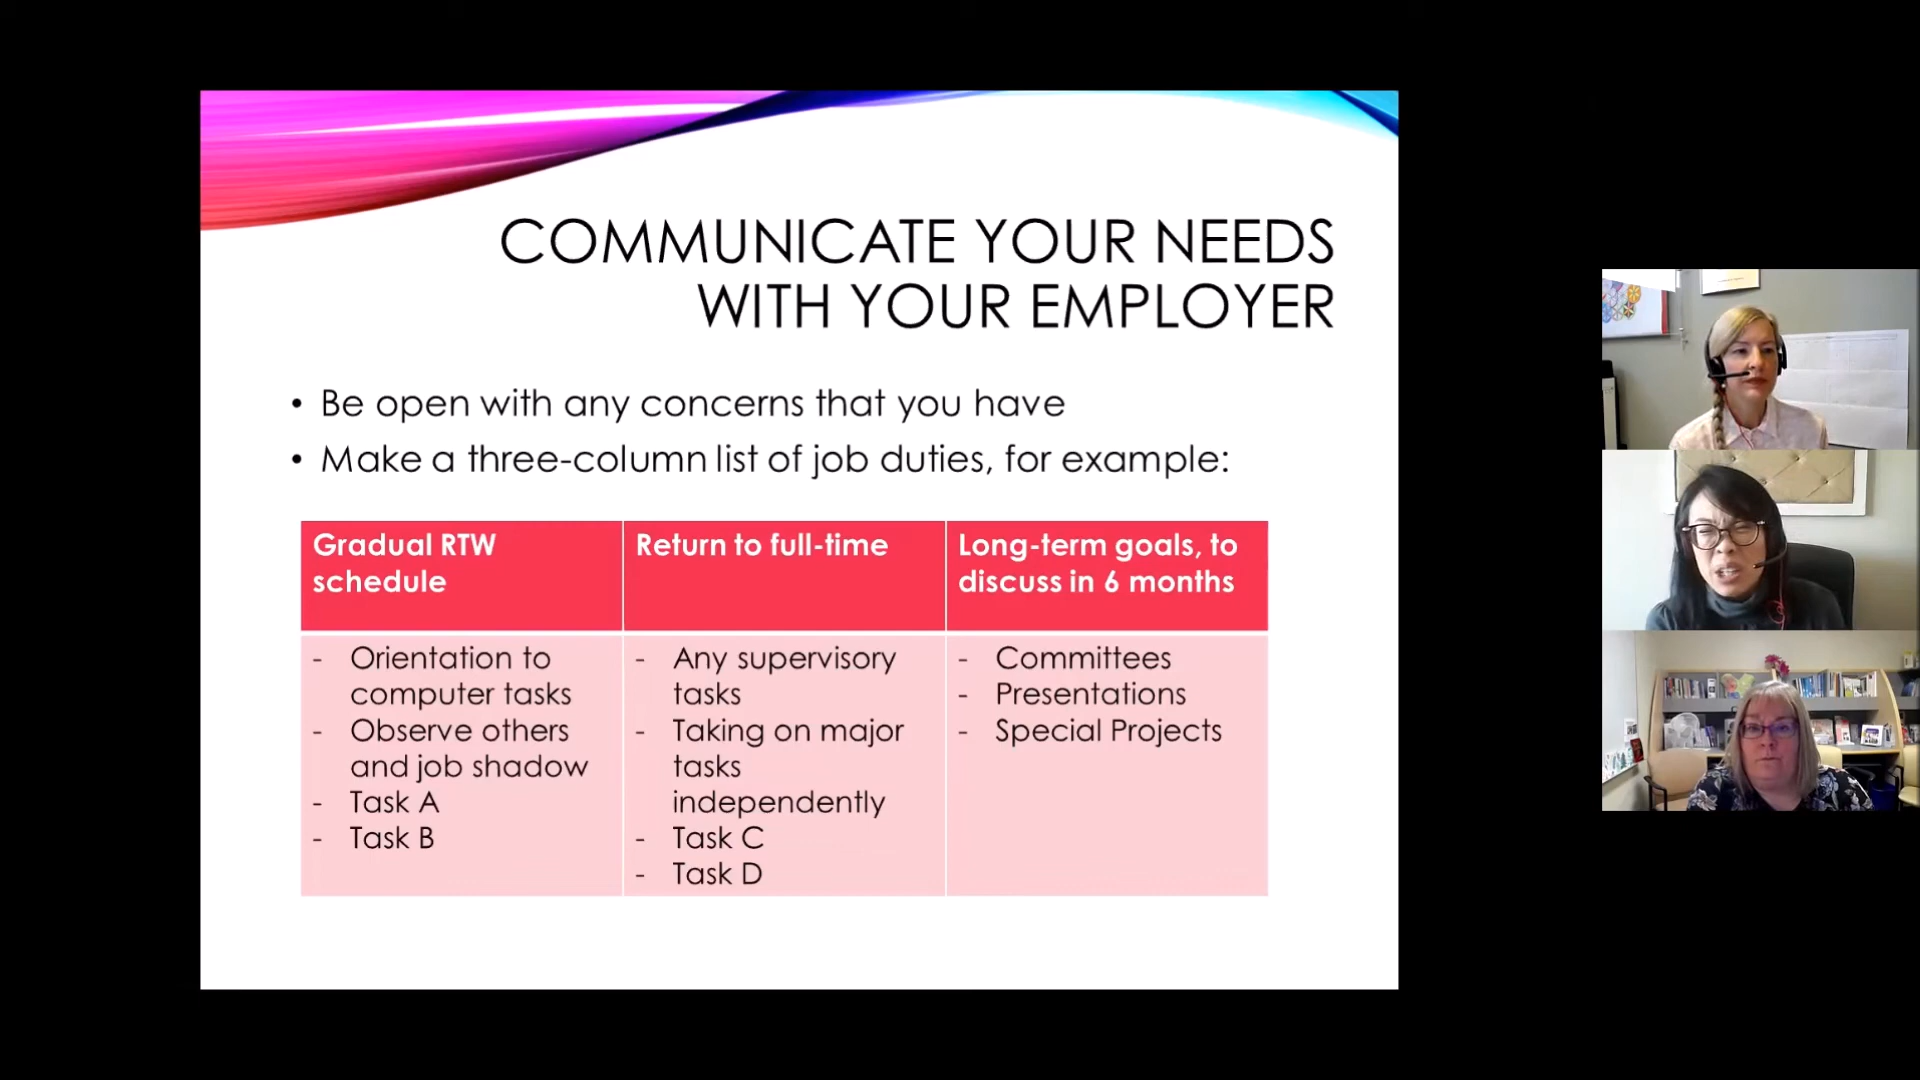 COMMUNICATE YOUR NEEDS
WITH YOUR EMPLOYER
• Be open with any concerns that you have
• Make a three-column list of job duties, for example:
Gradual RTW
schedule
- Orientation to
computer tasks
- Observe others
and job shadow
- Task A
- Task B
Return to full-time
- Any supervisory
tasks
- Taking on major
tasks
independently
- Task C
- Task D
Long-term goals, to
discuss in 6 months
- Committees
- Presentations
- Special Projects